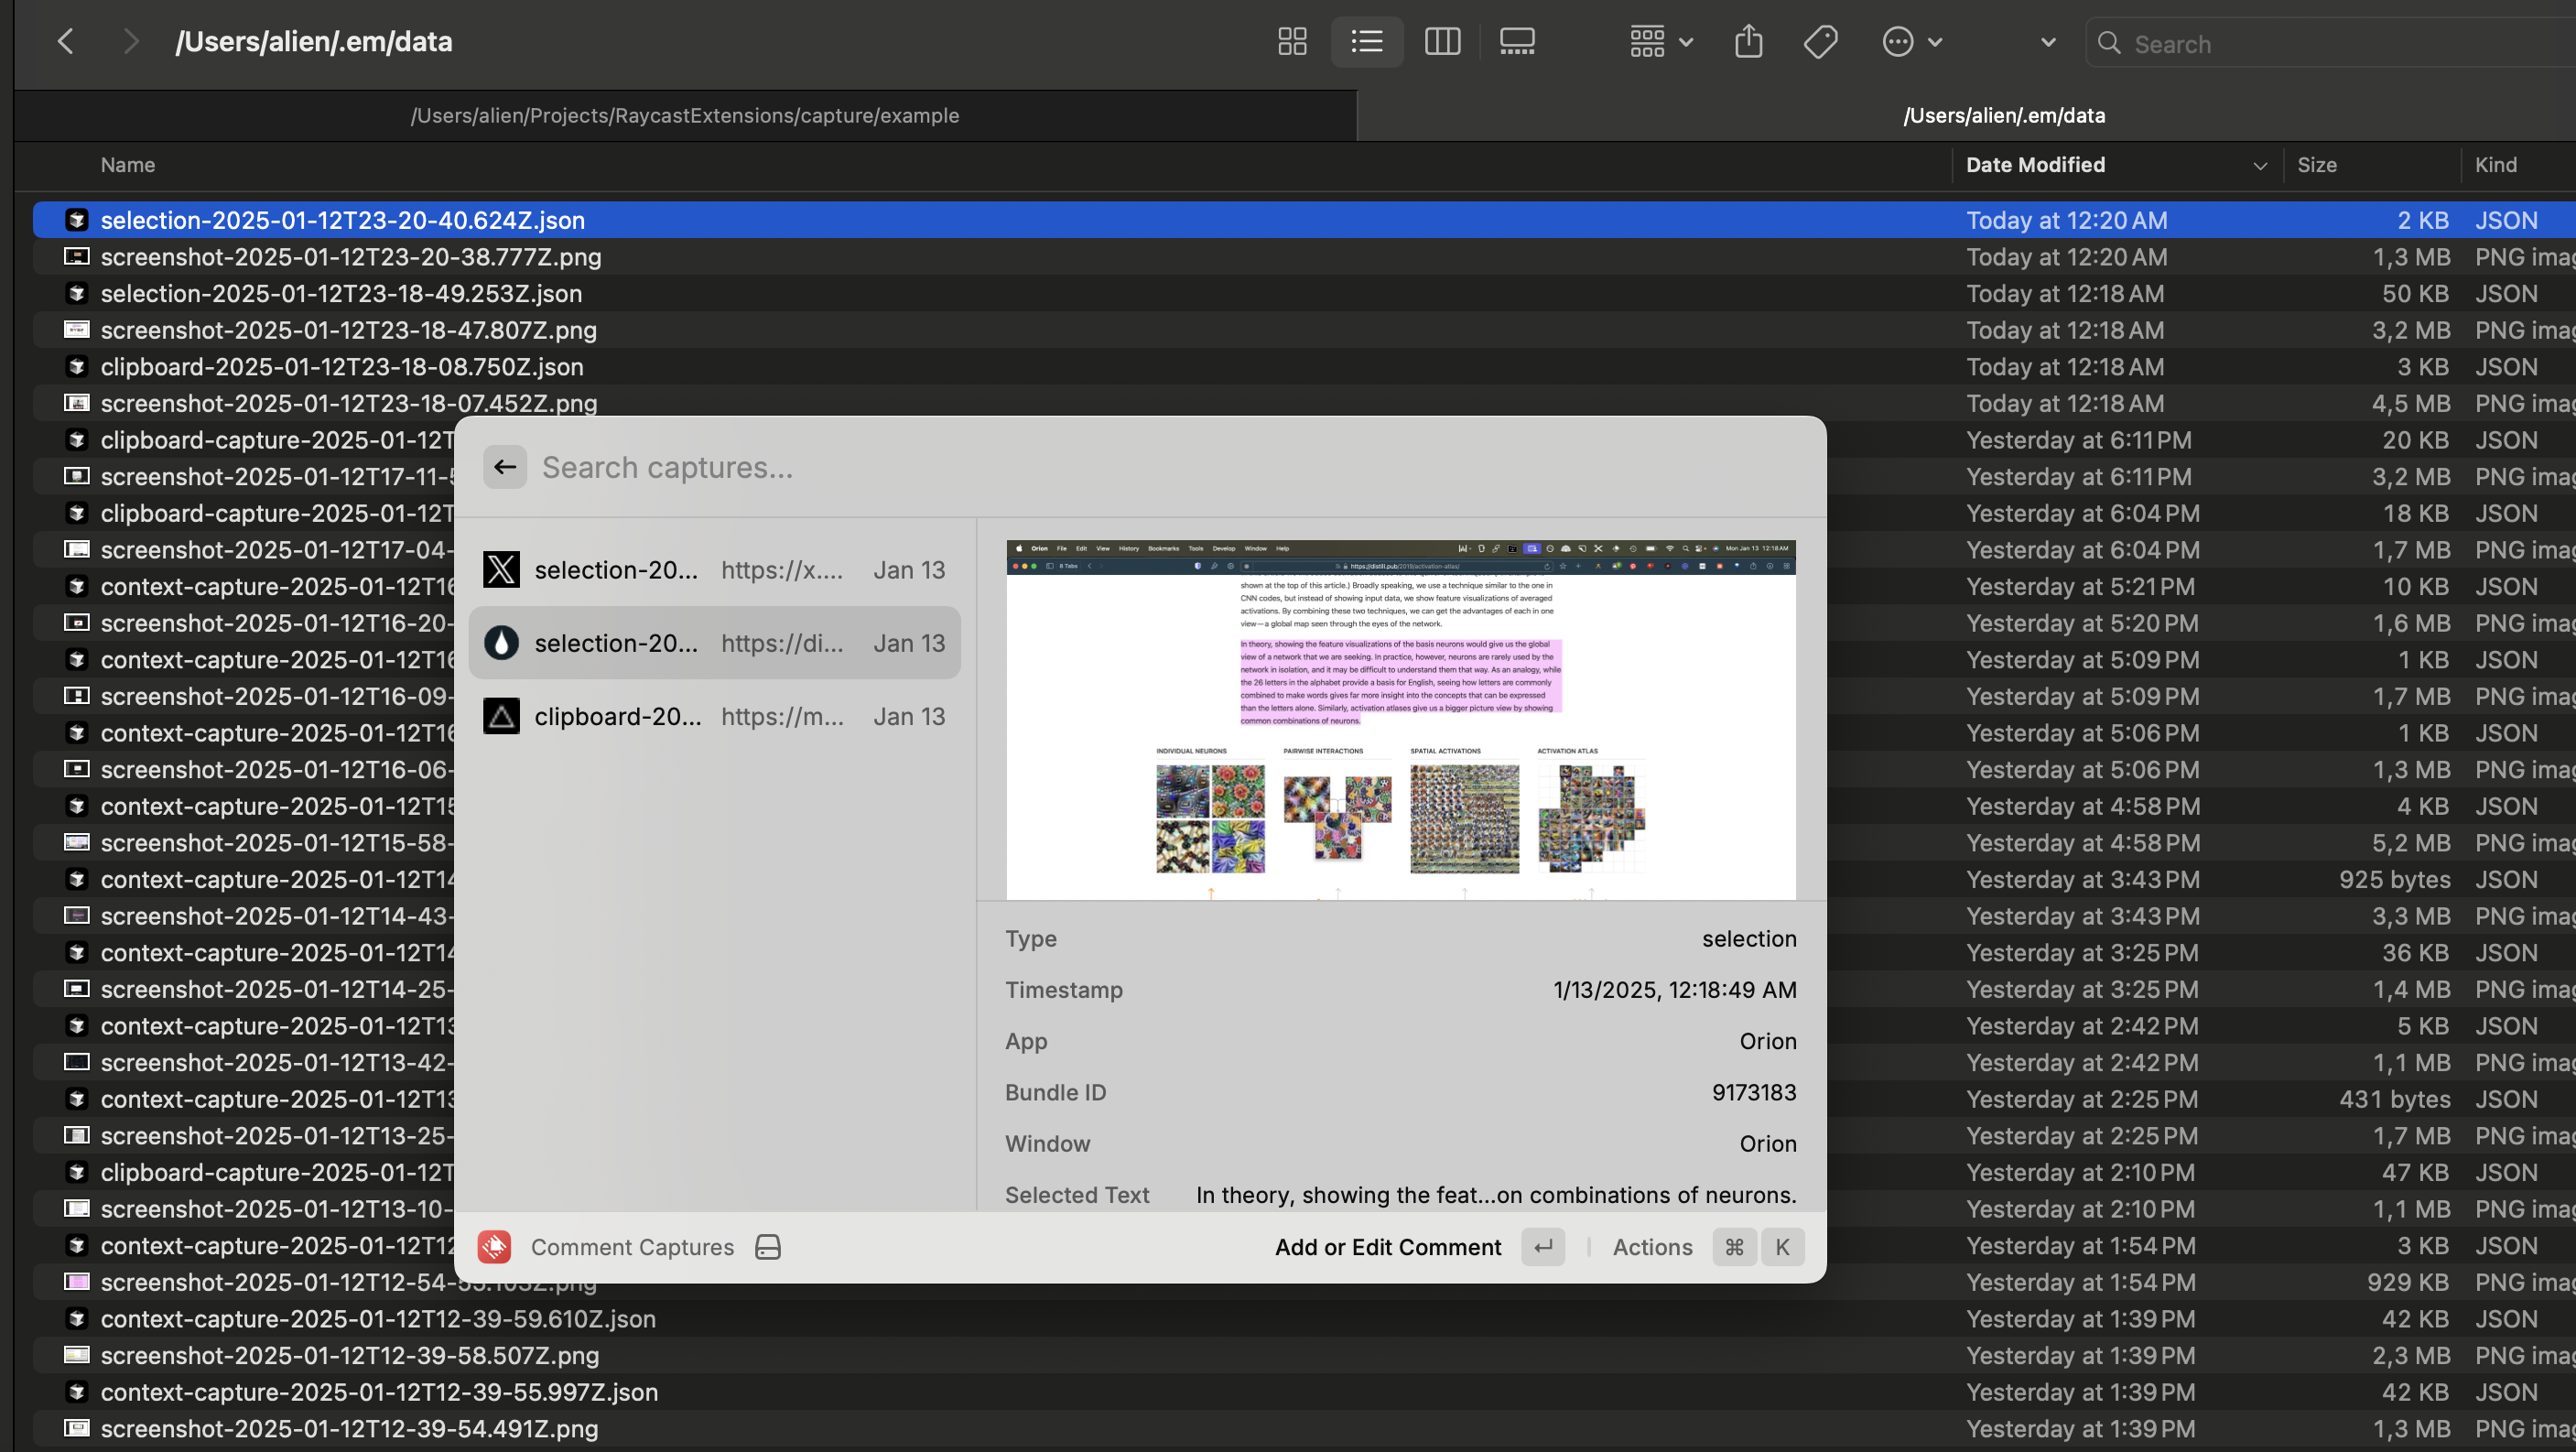 /Users/alien/.em/data
Search
/Users/alien/Projects/RaycastExtensions/capture/example
/Users/alien/.em/data
Name Date Modified Size Kind
selection-2025-01-12T23-20-40.624Z.json Today at 12:20 AM 2 KB JSON
screenshot-2025-01-12T23-20-38.777Z.png Today at 12:20 AM 1,3 MB PNG imag
selection-2025-01-12T23-18-49.253Z.json Today at 12:18 AM 50 KB JSON
screenshot-2025-01-12T23-18-47.807Z.png Today at 12:18 AM 3,2 MB PNG imag
clipboard-2025-01-12T23-18-08.750Z.json Today at 12:18 AM 3 KB JSON
screenshot-2025-01-12T23-18-07.452Z.png Today at 12:18 AM 4,5 MB PNG imag
clipboard-capture-2025-01-12T Yesterday at 6:11 PM 20 KB JSON
screenshot-2025-01-12T17-11-5 Yesterday at 6:11 PM 3,2 MB PNG imag
clipboard-capture-2025-01-12T Yesterday at 6:04 PM 18 KB JSON
screenshot-2025-01-12T17-04- Yesterday at 6:04 PM 1,7 MB PNG imag
context-capture-2025-01-12T16 Yesterday at 5:21 PM 10 KB JSON
screenshot-2025-01-12T16-20- Yesterday at 5:20 PM 1,6 MB PNG imag
context-capture-2025-01-12T16 Yesterday at 5:09 PM 1 KB JSON
screenshot-2025-01-12T16-09- Yesterday at 5:09 PM 1,7 MB PNG imag
context-capture-2025-01-12T16 Yesterday at 5:06 PM 1 KB JSON
screenshot-2025-01-12T16-06- Yesterday at 5:06 PM 1,3 MB PNG imag
context-capture-2025-01-12T15 Yesterday at 4:58 PM 4 KB JSON
screenshot-2025-01-12T15-58- Yesterday at 4:58 PM 5,2 MB PNG imag
context-capture-2025-01-12T14 Yesterday at 3:43 PM 925 bytes JSON
screenshot-2025-01-12T14-43- Yesterday at 3:43 PM 3,3 MB PNG imag
context-capture-2025-01-12T14 Yesterday at 3:25 PM 36 KB JSON
screenshot-2025-01-12T14-25- Yesterday at 3:25 PM 1,4 MB PNG imag
context-capture-2025-01-12T13 Yesterday at 2:42 PM 5 KB JSON
screenshot-2025-01-12T13-42- Yesterday at 2:42 PM 1,1 MB PNG imag
context-capture-2025-01-12T13 Yesterday at 2:25 PM 431 bytes JSON
screenshot-2025-01-12T13-25- Yesterday at 2:25 PM 1,7 MB PNG imag
clipboard-capture-2025-01-12T Yesterday at 2:10 PM 47 KB JSON
screenshot-2025-01-12T13-10- Yesterday at 2:10 PM 1,1 MB PNG imag
context-capture-2025-01-12T12 Yesterday at 1:54 PM 3 KB JSON
screenshot-2025-01-12T12-54-53.103Z.png Yesterday at 1:54 PM 929 KB PNG imag
context-capture-2025-01-12T12-39-59.610Z.json Yesterday at 1:39 PM 42 KB JSON
screenshot-2025-01-12T12-39-58.507Z.png Yesterday at 1:39 PM 2,3 MB PNG imag
context-capture-2025-01-12T12-39-55.997Z.json Yesterday at 1:39 PM 42 KB JSON
screenshot-2025-01-12T12-39-54.491Z.png Yesterday at 1:39 PM 1,3 MB PNG imag
Search captures...
selection-20... https://x.... Jan 13
selection-20... https://di... Jan 13
clipboard-20... https://m... Jan 13
Orion File Edit View History Bookmarks Tools Develop Window Help Mon Jan 13 12:18 AM
8 Tabs https://distill.pub/2019/activation-atlas/
shown at the top of this article.) Broadly speaking, we use a technique similar to the one in
CNN codes, but instead of showing input data, we show feature visualizations of averaged
activations. By combining these two techniques, we can get the advantages of each in one
view—a global map seen through the eyes of the network.
In theory, showing the feature visualizations of the basis neurons would give us the global
view of a network that we are seeking. In practice, however, neurons are rarely used by the
network in isolation, and it may be difficult to understand them that way. As an analogy, while
the 26 letters in the alphabet provide a basis for English, seeing how letters are commonly
combined to make words gives far more insight into the concepts that can be expressed
than the letters alone. Similarly, activation atlases give us a bigger picture view by showing
common combinations of neurons.
INDIVIDUAL NEURONS PAIRWISE INTERACTIONS SPATIAL ACTIVATIONS ACTIVATION ATLAS
Type selection
Timestamp 1/13/2025, 12:18:49 AM
App Orion
Bundle ID 9173183
Window Orion
Selected Text In theory, showing the feat...on combinations of neurons.
Comment Captures Add or Edit Comment ↵ Actions ⌘ K